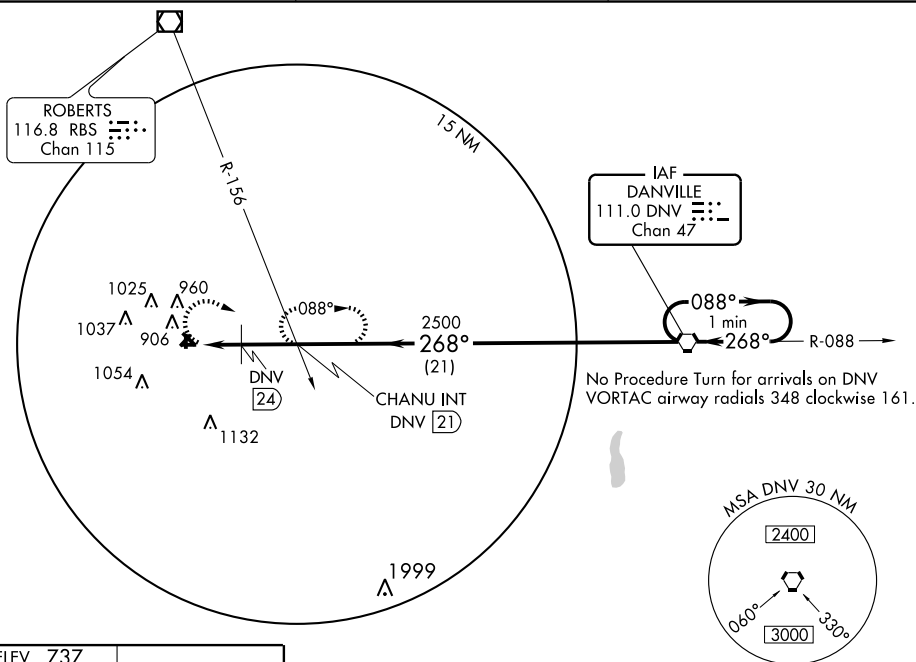 ROBERTS
116.8 RBS
Chan 115
R-156
15 NM
IAF
DANVILLE
111.0 DNV
Chan 47
1025
960
1037
906
1054
1132
088°
2500
268°
(21)
088°
1 min
268°
R-088
DNV
24
CHANU INT
DNV 21
No Procedure Turn for arrivals on DNV
VORTAC airway radials 348 clockwise 161.
1999
MSA DNV 30 NM
2400
060°
330°
3000
ELEV 737